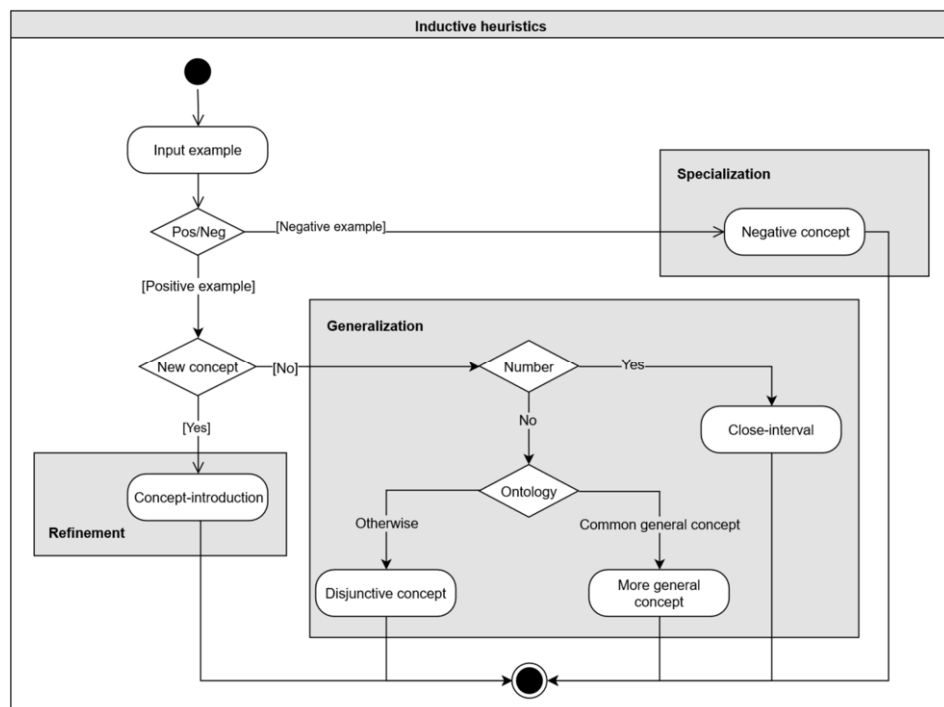 Inductive heuristics
Input example
Specialization
Pos/Neg
[Negative example]
Negative concept
[Positive example]
Generalization
New concept
[No]
Number
Yes
[Yes]
No
Close-interval
Concept-introduction
Ontology
Refinement
Otherwise
Common general concept
Disjunctive concept
More general
concept